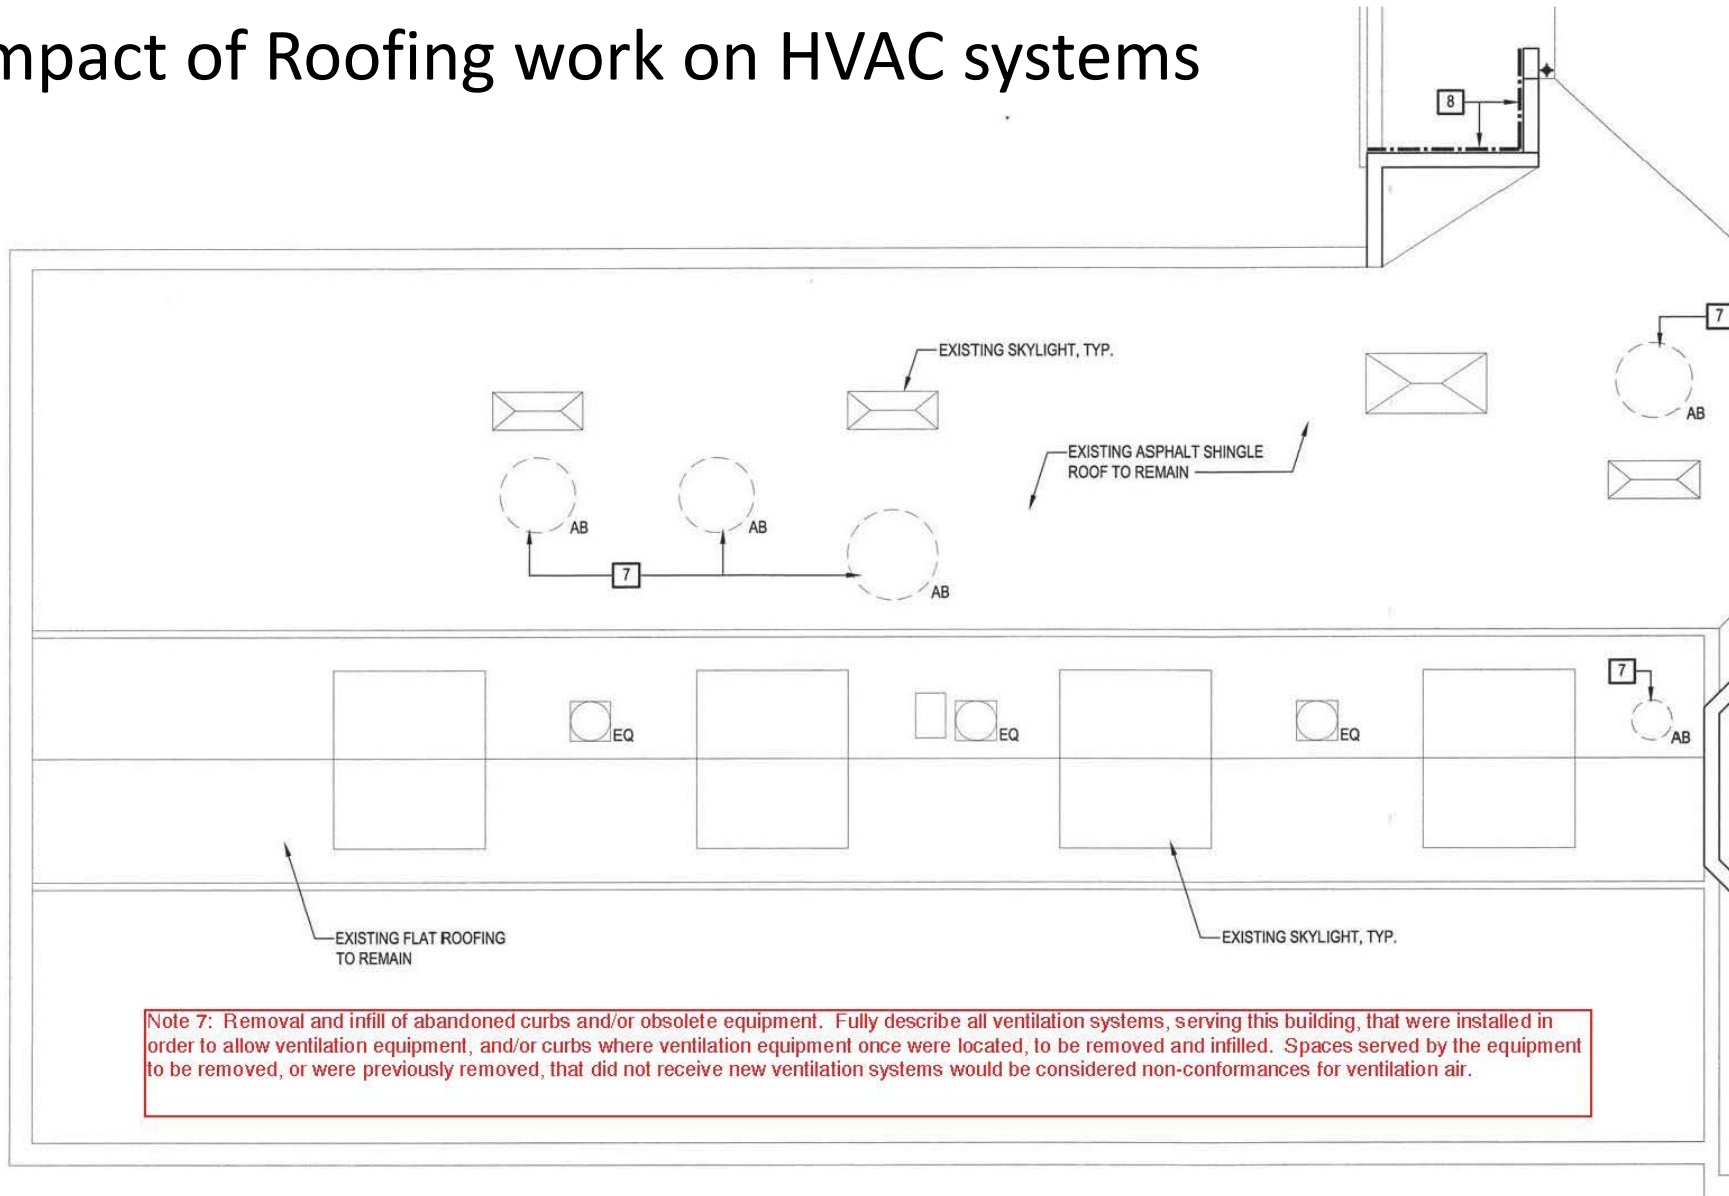 mpact of Roofing work on HVAC systems
8
7
EXISTING SKYLIGHT, TYP.
AB
EXISTING ASPHALT SHINGLE
ROOF TO REMAIN
AB
AB
7
AB
7
EQ
EQ
EQ
AB
EXISTING FLAT ROOFING
TO REMAIN
EXISTING SKYLIGHT, TYP.
Note 7: Removal and infill of abandoned curbs and/or obsolete equipment. Fully describe all ventilation systems, serving this building, that were installed in
order to allow ventilation equipment, and/or curbs where ventilation equipment once were located, to be removed and infilled. Spaces served by the equipment
to be removed, or were previously removed, that did not receive new ventilation systems would be considered non-conformances for ventilation air.